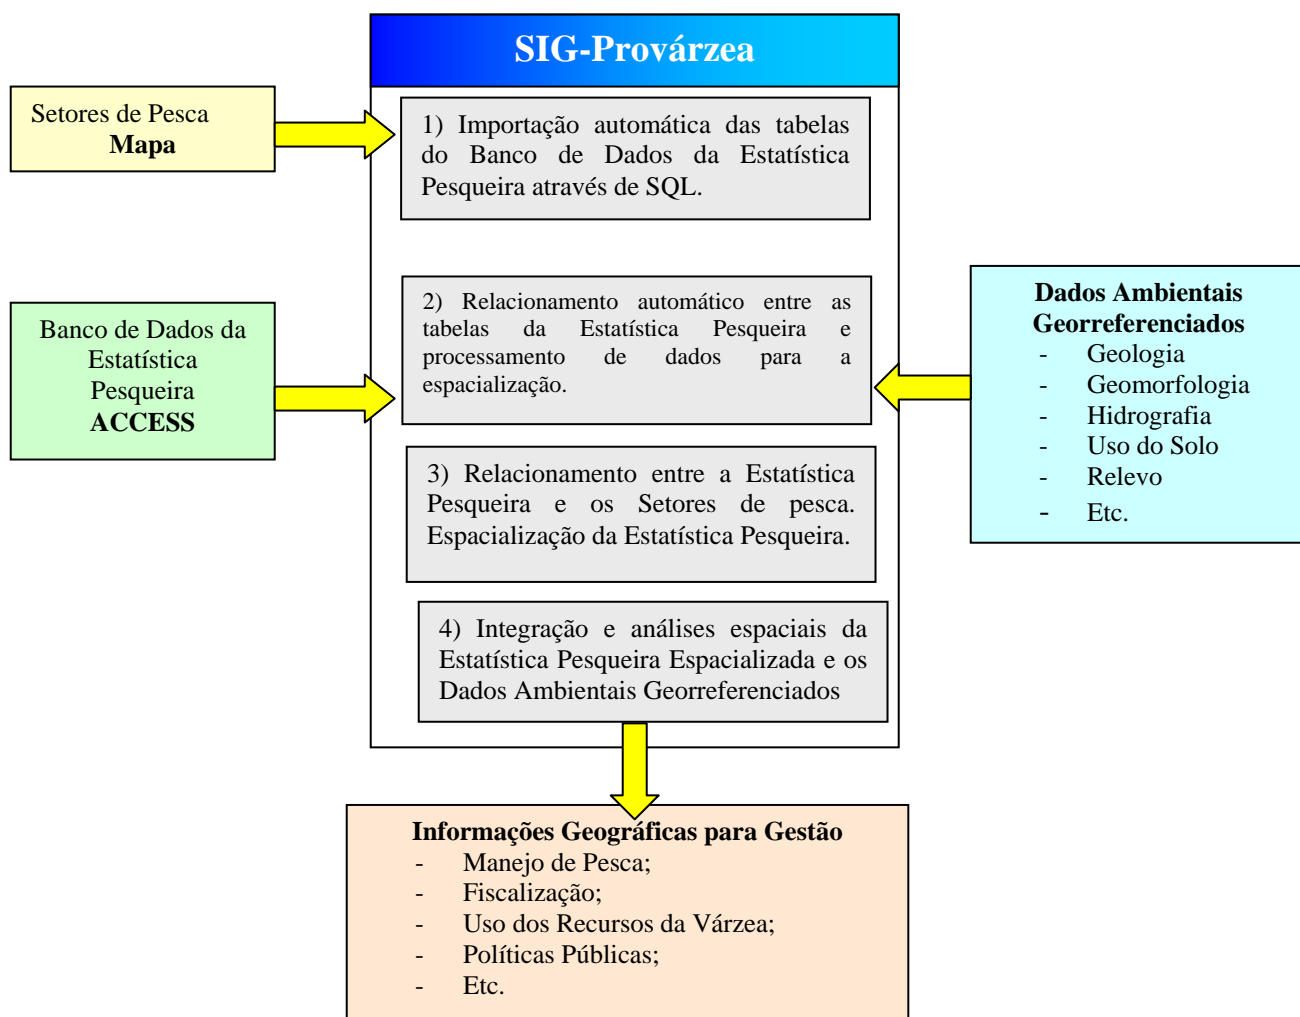 SIG-Provárzea
Setores de Pesca
Mapa
1) Importação automática das tabelas
do Banco de Dados da Estatística
Pesqueira através de SQL.
Banco de Dados da
Estatística
Pesqueira
ACCESS
2) Relacionamento automático entre as
tabelas da Estatística Pesqueira e
processamento de dados para a
espacialização.
Dados Ambientais
Georreferenciados
- Geologia
- Geomorfologia
- Hidrografia
- Uso do Solo
- Relevo
- Etc.
3) Relacionamento entre a Estatística
Pesqueira e os Setores de pesca.
Espacialização da Estatística Pesqueira.
4) Integração e análises espaciais da
Estatística Pesqueira Espacializada e os
Dados Ambientais Georreferenciados
Informações Geográficas para Gestão
- Manejo de Pesca;
- Fiscalização;
- Uso dos Recursos da Várzea;
- Políticas Públicas;
- Etc.